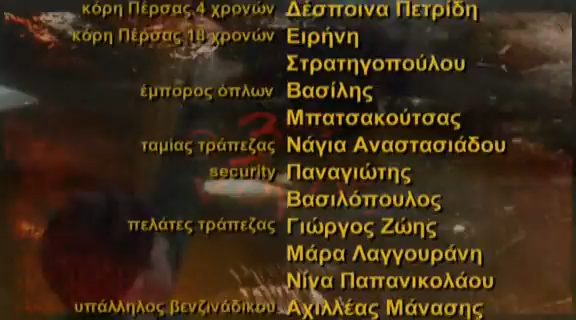 κόρη Πέρσας 4 χρονών Δέσποινα Πετρίδη
κόρη Πέρσας 18 χρονών Ειρήνη
Στρατηγοπούλου
έμπορος όπλων Βασίλης
Μπατσακούτσας
ταμίας τράπεζας Νάγια Αναστασιάδου
security Παναγιώτης
Βασιλόπουλος
πελάτες τράπεζας Γιώργος Ζώης
Μάρα Λαγγουράνη
Νίνα Παπανικολάου
υπάλληλος βενζινάδικου Αχιλλέας Μάνασης